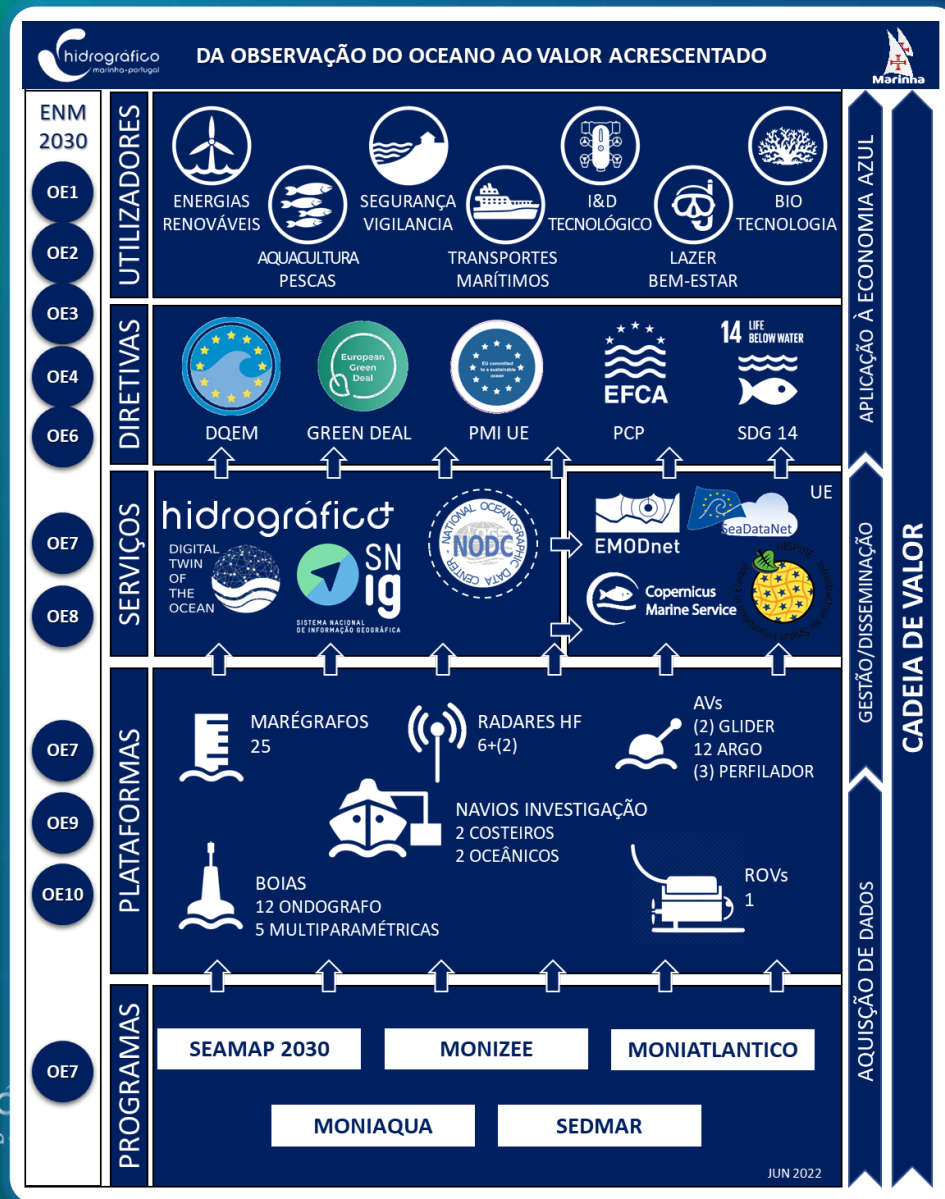 hidrográfico
marinha-portugal
DA OBSERVAÇÃO DO OCEANO AO VALOR ACRESCENTADO
Marinha
ENM
2030
OE1
OE2
OE3
OE4
OE6
OE7
OE8
OE7
OE9
OE10
OE7
UTILIZADORES
ENERGIAS
RENOVÁVEIS
AQUACULTURA
PESCAS
SEGURANÇA
VIGILANCIA
TRANSPORTES
MARÍTIMOS
I&D
TECNOLÓGICO
LAZER
BEM-ESTAR
BIO
TECNOLOGIA
DIRETIVAS
DQEM
European
Green
Deal
GREEN DEAL
EU committed
to a sustainable
ocean
PMI UE
EFCA
PCP
14 LIFE
BELOW WATER
SDG 14
SERVIÇOS
hidrográfico+
DIGITAL
TWIN
OF
THE
OCEAN
SN
ig
SISTEMA NACIONAL
DE INFORMAÇÃO GEOGRÁFICA
NATIONAL OCEANOGRAPHIC DATA CENTER
NODC
UE
EMODnet
SeaDataNet
Copernicus
Marine Service
INSPIRE
PLATAFORMAS
MARÉGRAFOS
25
RADARES HF
6+(2)
AVs
(2) GLIDER
12 ARGO
(3) PERFILADOR
NAVIOS INVESTIGAÇÃO
2 COSTEIROS
2 OCEÂNICOS
BOIAS
12 ONDOGRAFO
5 MULTIPARAMÉTRICAS
ROVs
1
PROGRAMAS
SEAMAP 2030
MONIZEE
MONIATLANTICO
MONIAQUA
SEDMAR
JUN 2022
APLICAÇÃO À ECONOMIA AZUL
GESTÃO/DISSEMINAÇÃO
AQUISÇÃO DE DADOS
CADEIA DE VALOR